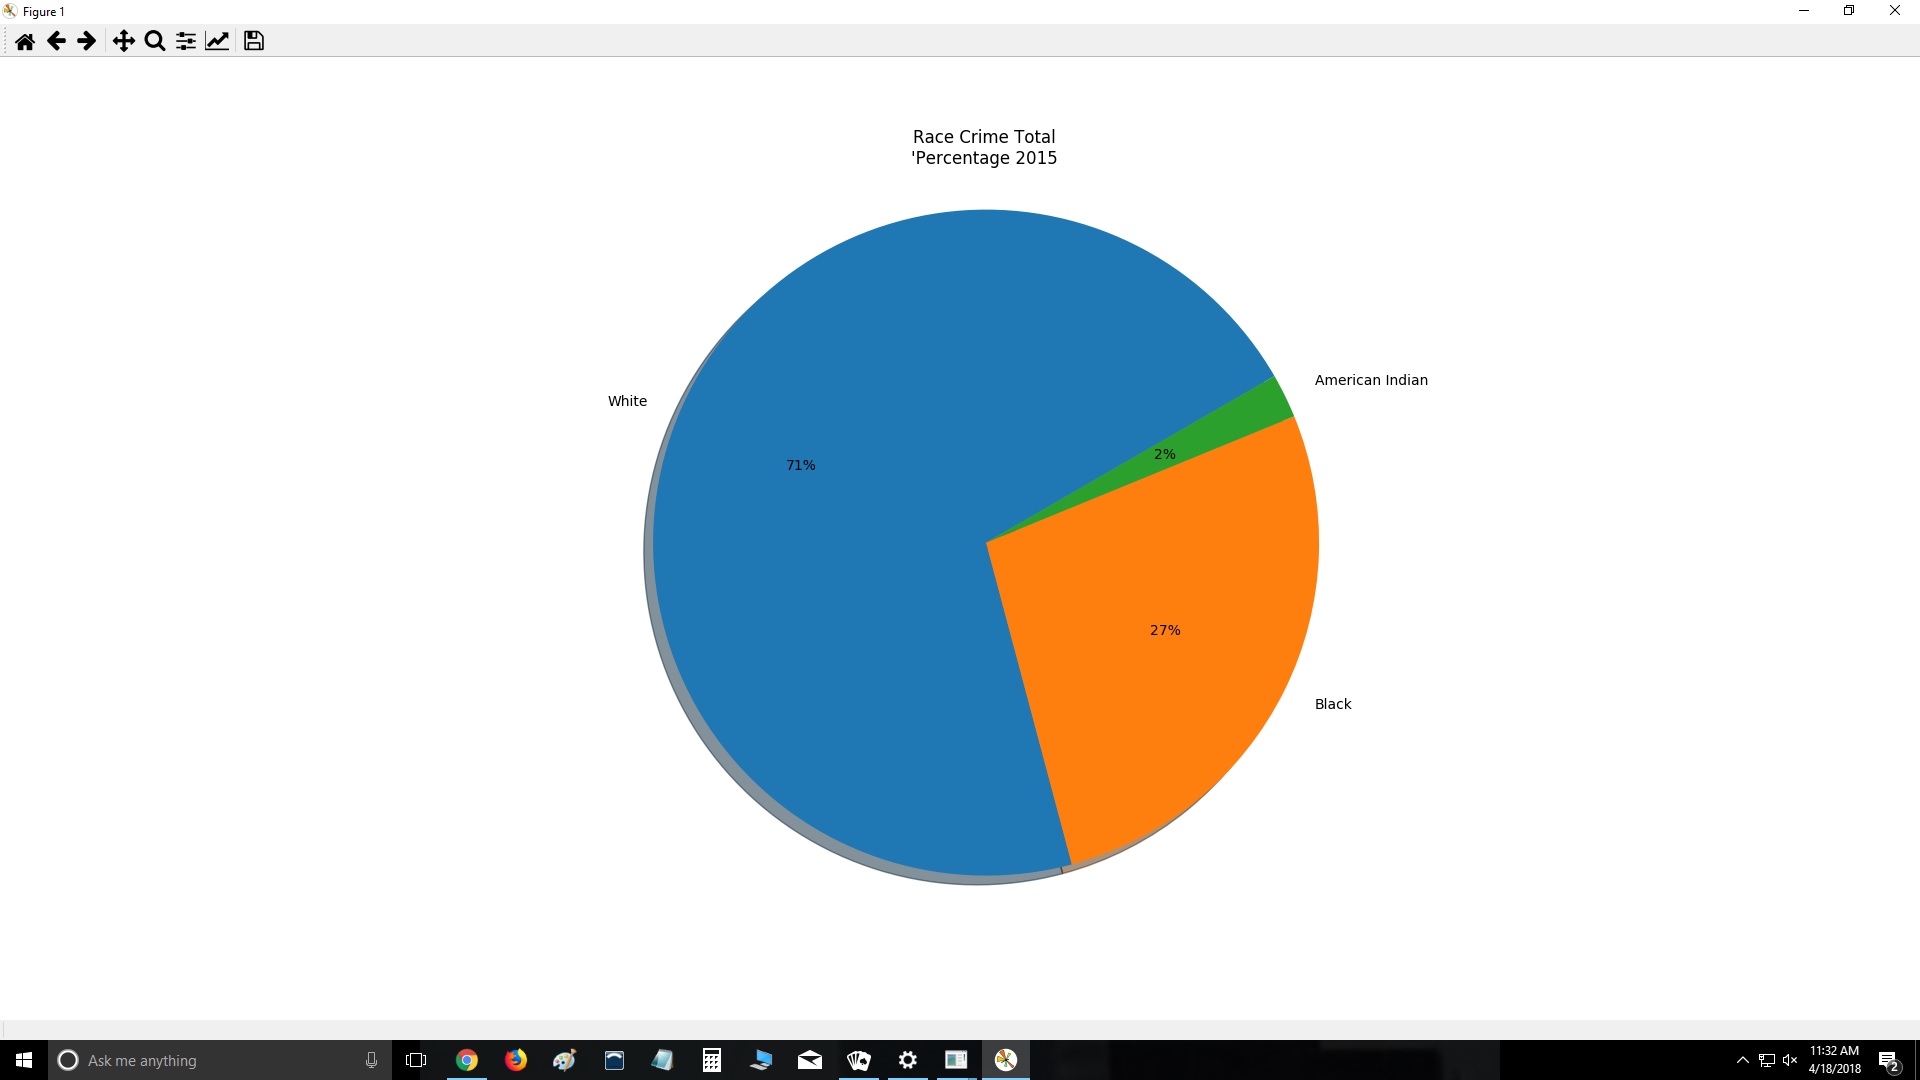 Figure 1
Race Crime Total
'Percentage 2015
American Indian
White
2%
71%
27%
Black
Ask me anything
11:32 AM
4/18/2018
2